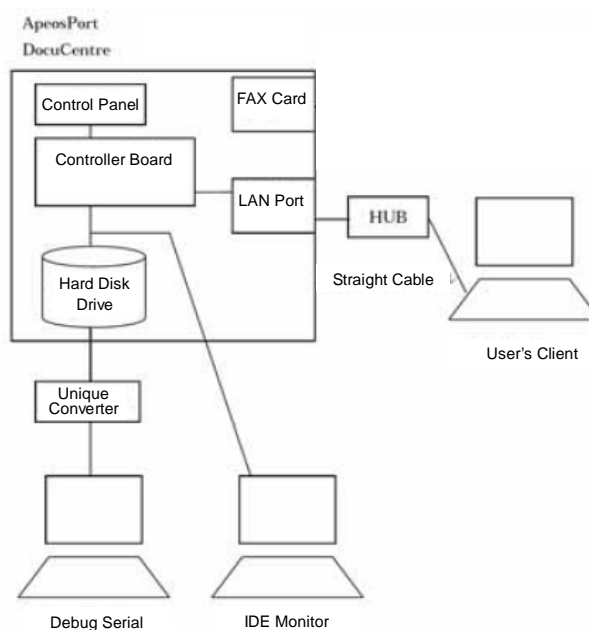 ApeosPort
DocuCentre
Control Panel
FAX Card
Controller Board
LAN Port
HUB
Hard Disk
Drive
Straight Cable
User's Client
Unique
Converter
Debug Serial
IDE Monitor